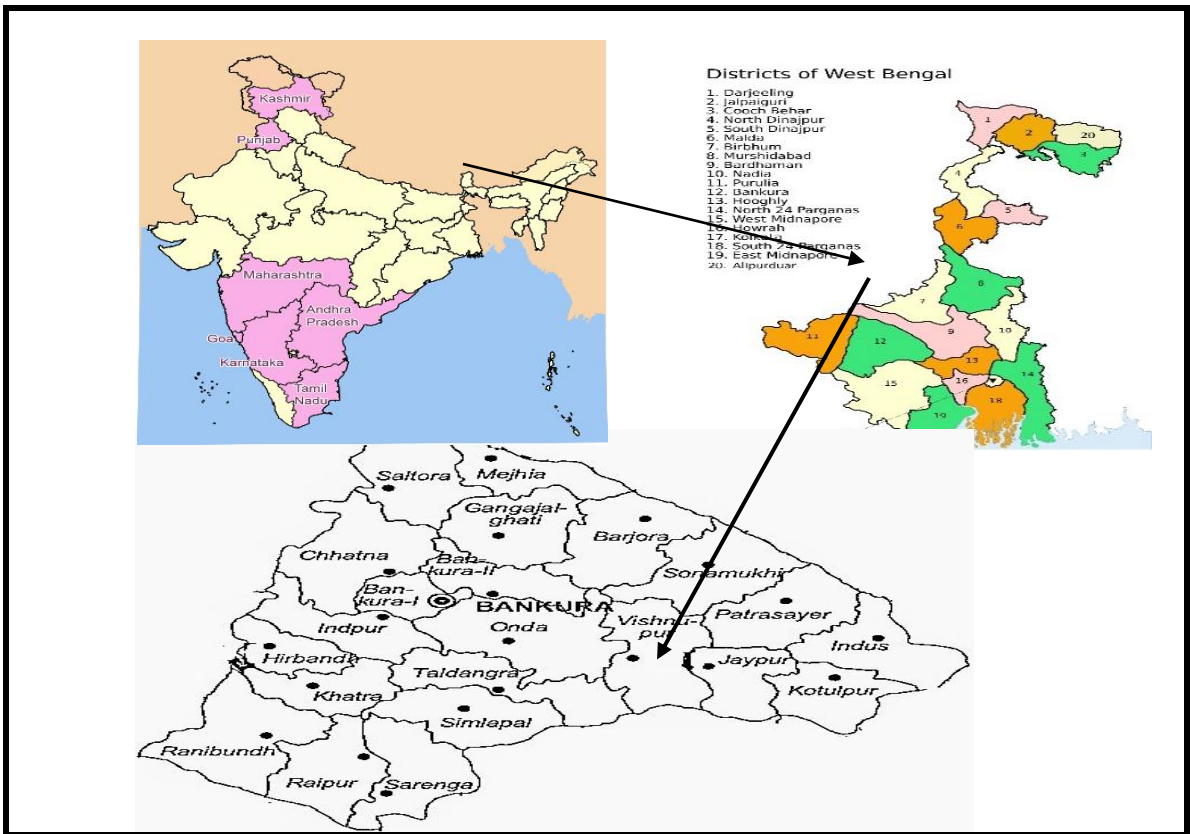 Kashmir
Punjab
Maharashtra
Andhra
Pradesh
Goa
Karnataka
Tamil
Nadu
Districts of West Bengal
1. Darjeeling
2. Jalpaiguri
3. Cooch Behar
4. North Dinajpur
5. South Dinajpur
6. Malda
7. Birbhum
8. Murshidabad
9. Bardhaman
10. Nadia
11. Purulia
12. Bankura
13. Hooghly
14. North 24 Parganas
15. West Midnapore
16. Howrah
17. Kolkata
18. South 24 Parganas
19. East Midnapore
20. Alipurduar
1
2
20
3
4
5
6
8
7
10
9
11
12
13
14
15
16
18
19
Saltora
Mejhia
Gangajal-
ghati
Barjora
Chhatna
Ban-
kura-II
Sonamukhi
Ban-
kura-I
BANKURA
Patrasayer
Vishnu-
pur
Indpur
Onda
Indus
Hirbandh
Taldangra
Jaypur
Khatra
Kotulpur
Simlapal
Ranibundh
Raipur
Sarenga